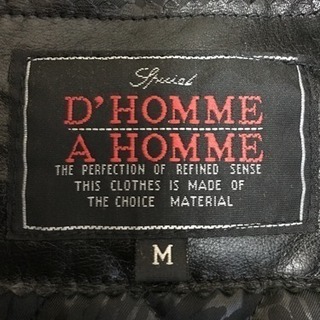 Special
D'HOMME
A HOMME
THE PERFECTION OF REFINED SENSE
THIS CLOTHES IS MADE OF
THE CHOICE MATERIAL
M